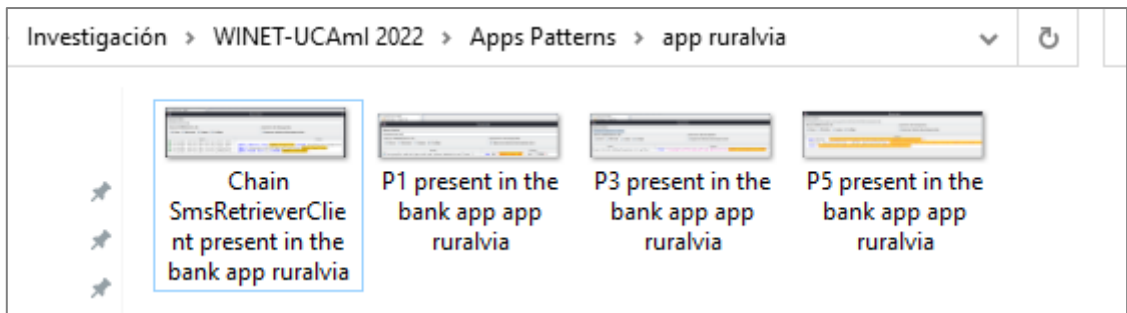 Investigación > WINET-UCAmI 2022 > Apps Patterns > app ruralvia
Chain
SmsRetrieverClie
nt present in the
bank app ruralvia
P1 present in the
bank app app
ruralvia
P3 present in the
bank app app
ruralvia
P5 present in the
bank app app
ruralvia